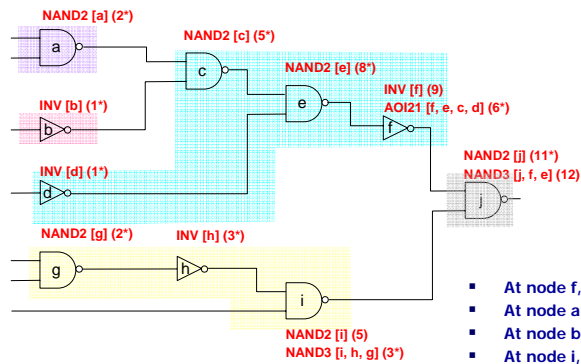 NAND2 [a] (2*)
a
NAND2 [c] (5*)
c
NAND2 [e] (8*)
e
INV [b] (1*)
b
INV [f] (9)
AOI21 [f, e, c, d] (6*)
f
INV [d] (1*)
d
NAND2 [j] (11*)
NAND3 [j, f, e] (12)
j
NAND2 [g] (2*)
g
INV [h] (3*)
h
i
NAND2 [i] (5)
NAND3 [i, h, g] (3*)
At node f,
At node a
At node b
At node i,